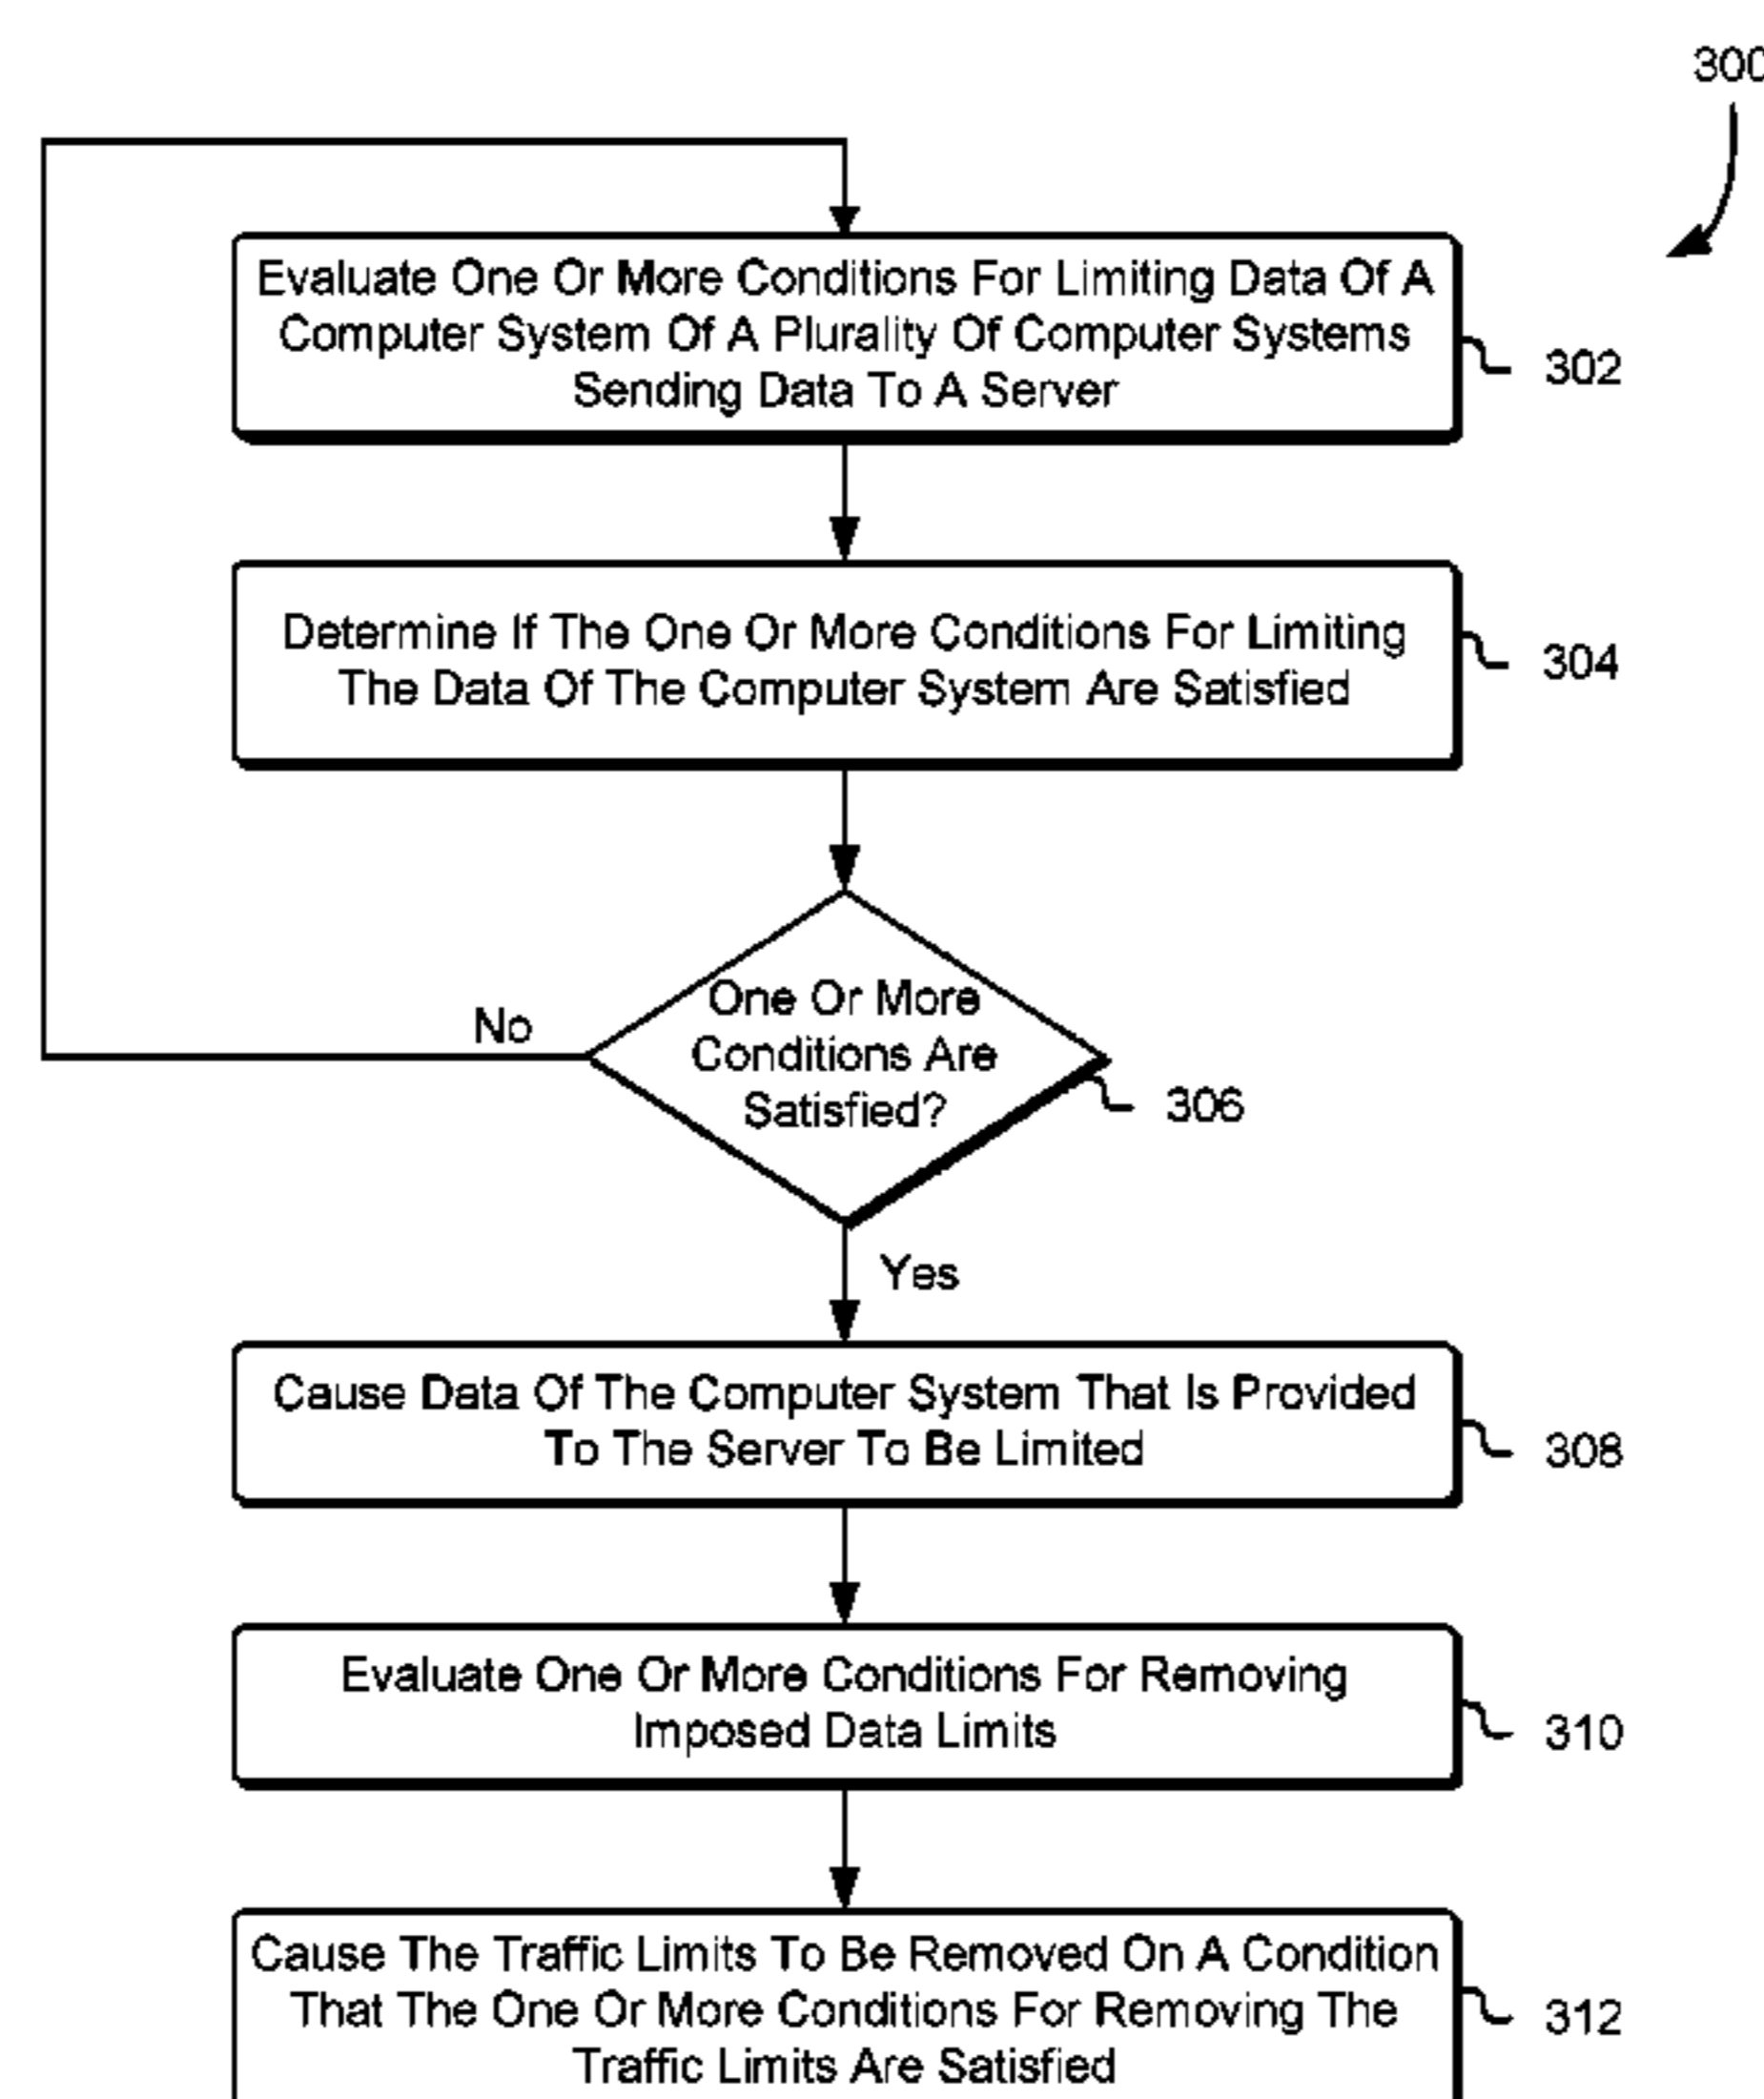 300
Evaluate One Or More Conditions For Limiting Data Of A
Computer System Of A Plurality Of Computer Systems
Sending Data To A Server
302
Determine If The One Or More Conditions For Limiting
The Data Of The Computer System Are Satisfied
304
One Or More
Conditions Are
Satisfied?
306
No
Yes
Cause Data Of The Computer System That Is Provided
To The Server To Be Limited
308
Evaluate One Or More Conditions For Removing
Imposed Data Limits
310
Cause The Traffic Limits To Be Removed On A Condition
That The One Or More Conditions For Removing The
Traffic Limits Are Satisfied
312